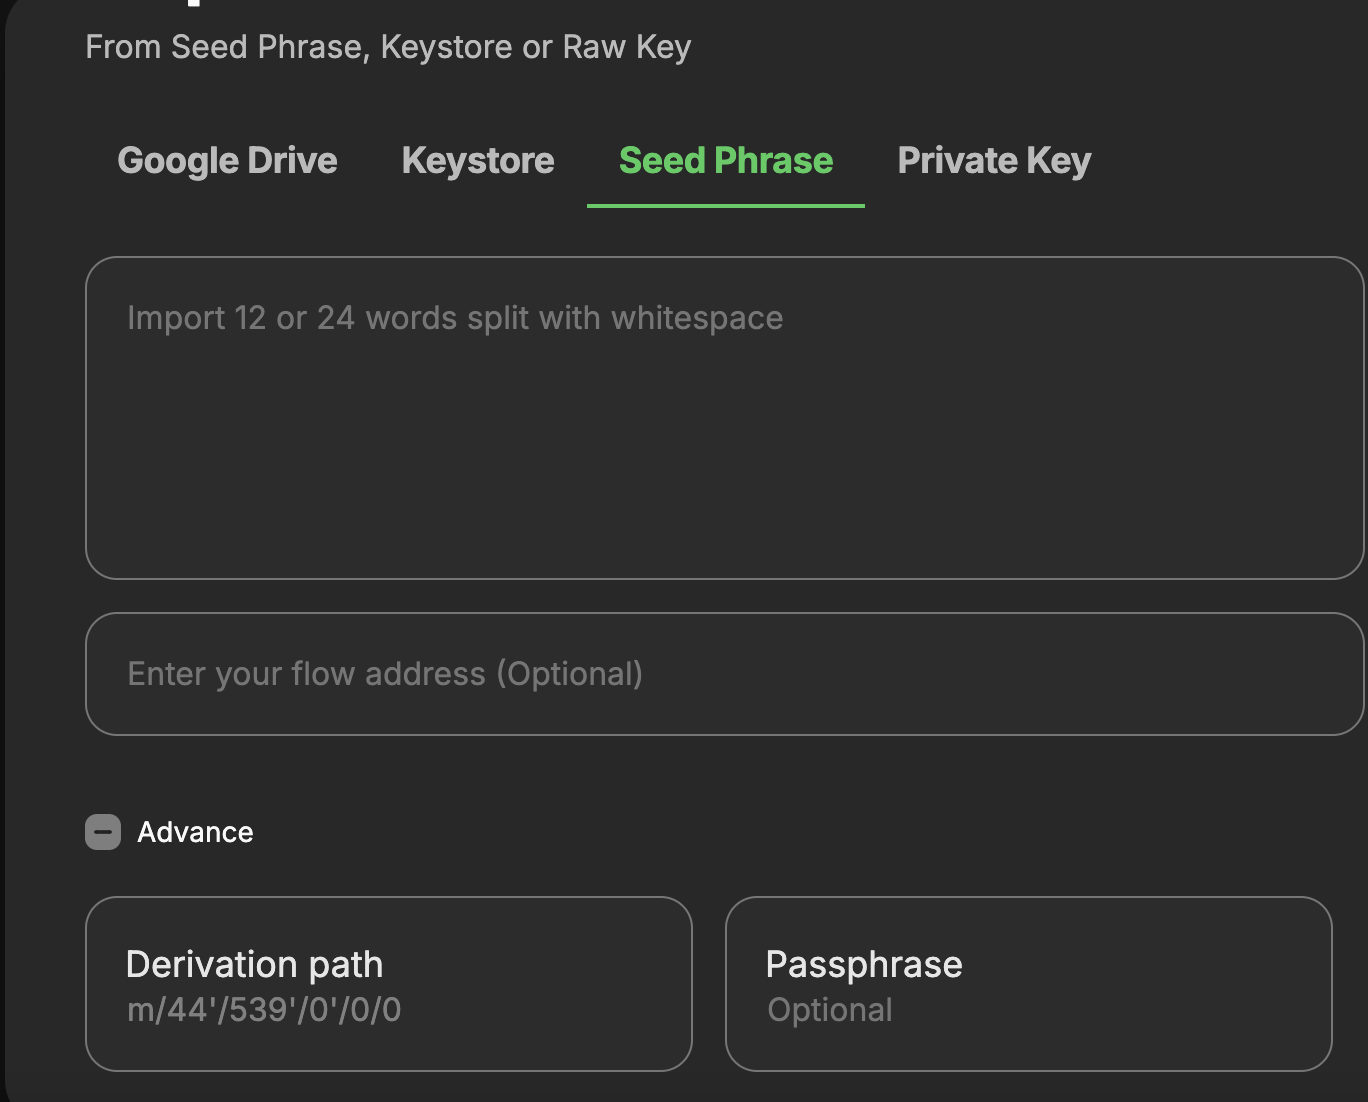 From Seed Phrase, Keystore or Raw Key
Google Drive Keystore Seed Phrase Private Key
Import 12 or 24 words split with whitespace
Enter your flow address (Optional)
Advance
Derivation path
m/44'/539'/0'/0/0
Passphrase
Optional